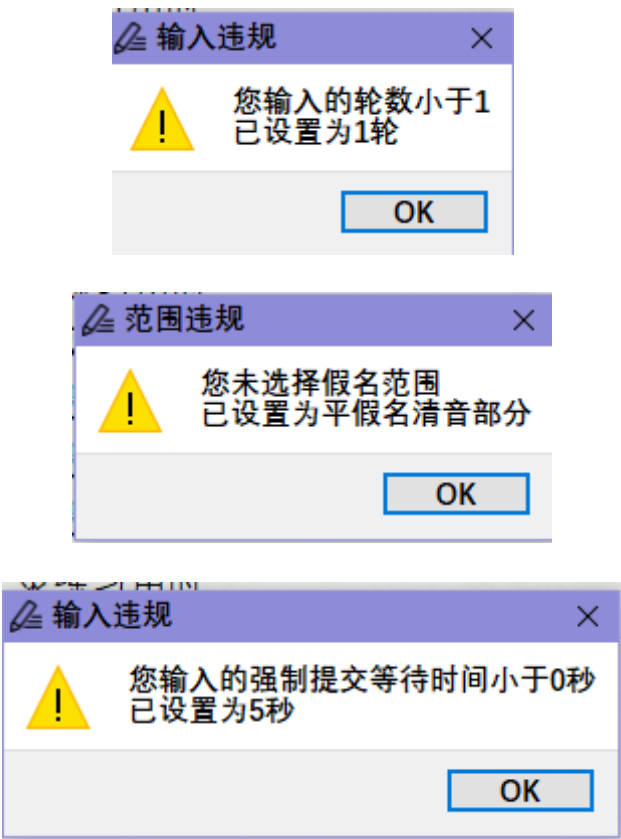 输入违规
您输入的轮数小于1
已设置为1轮
OK
范围违规
您未选择假名范围
已设置为平假名清音部分
OK
输入违规
您输入的强制提交等待时间小于0秒
已设置为5秒
OK